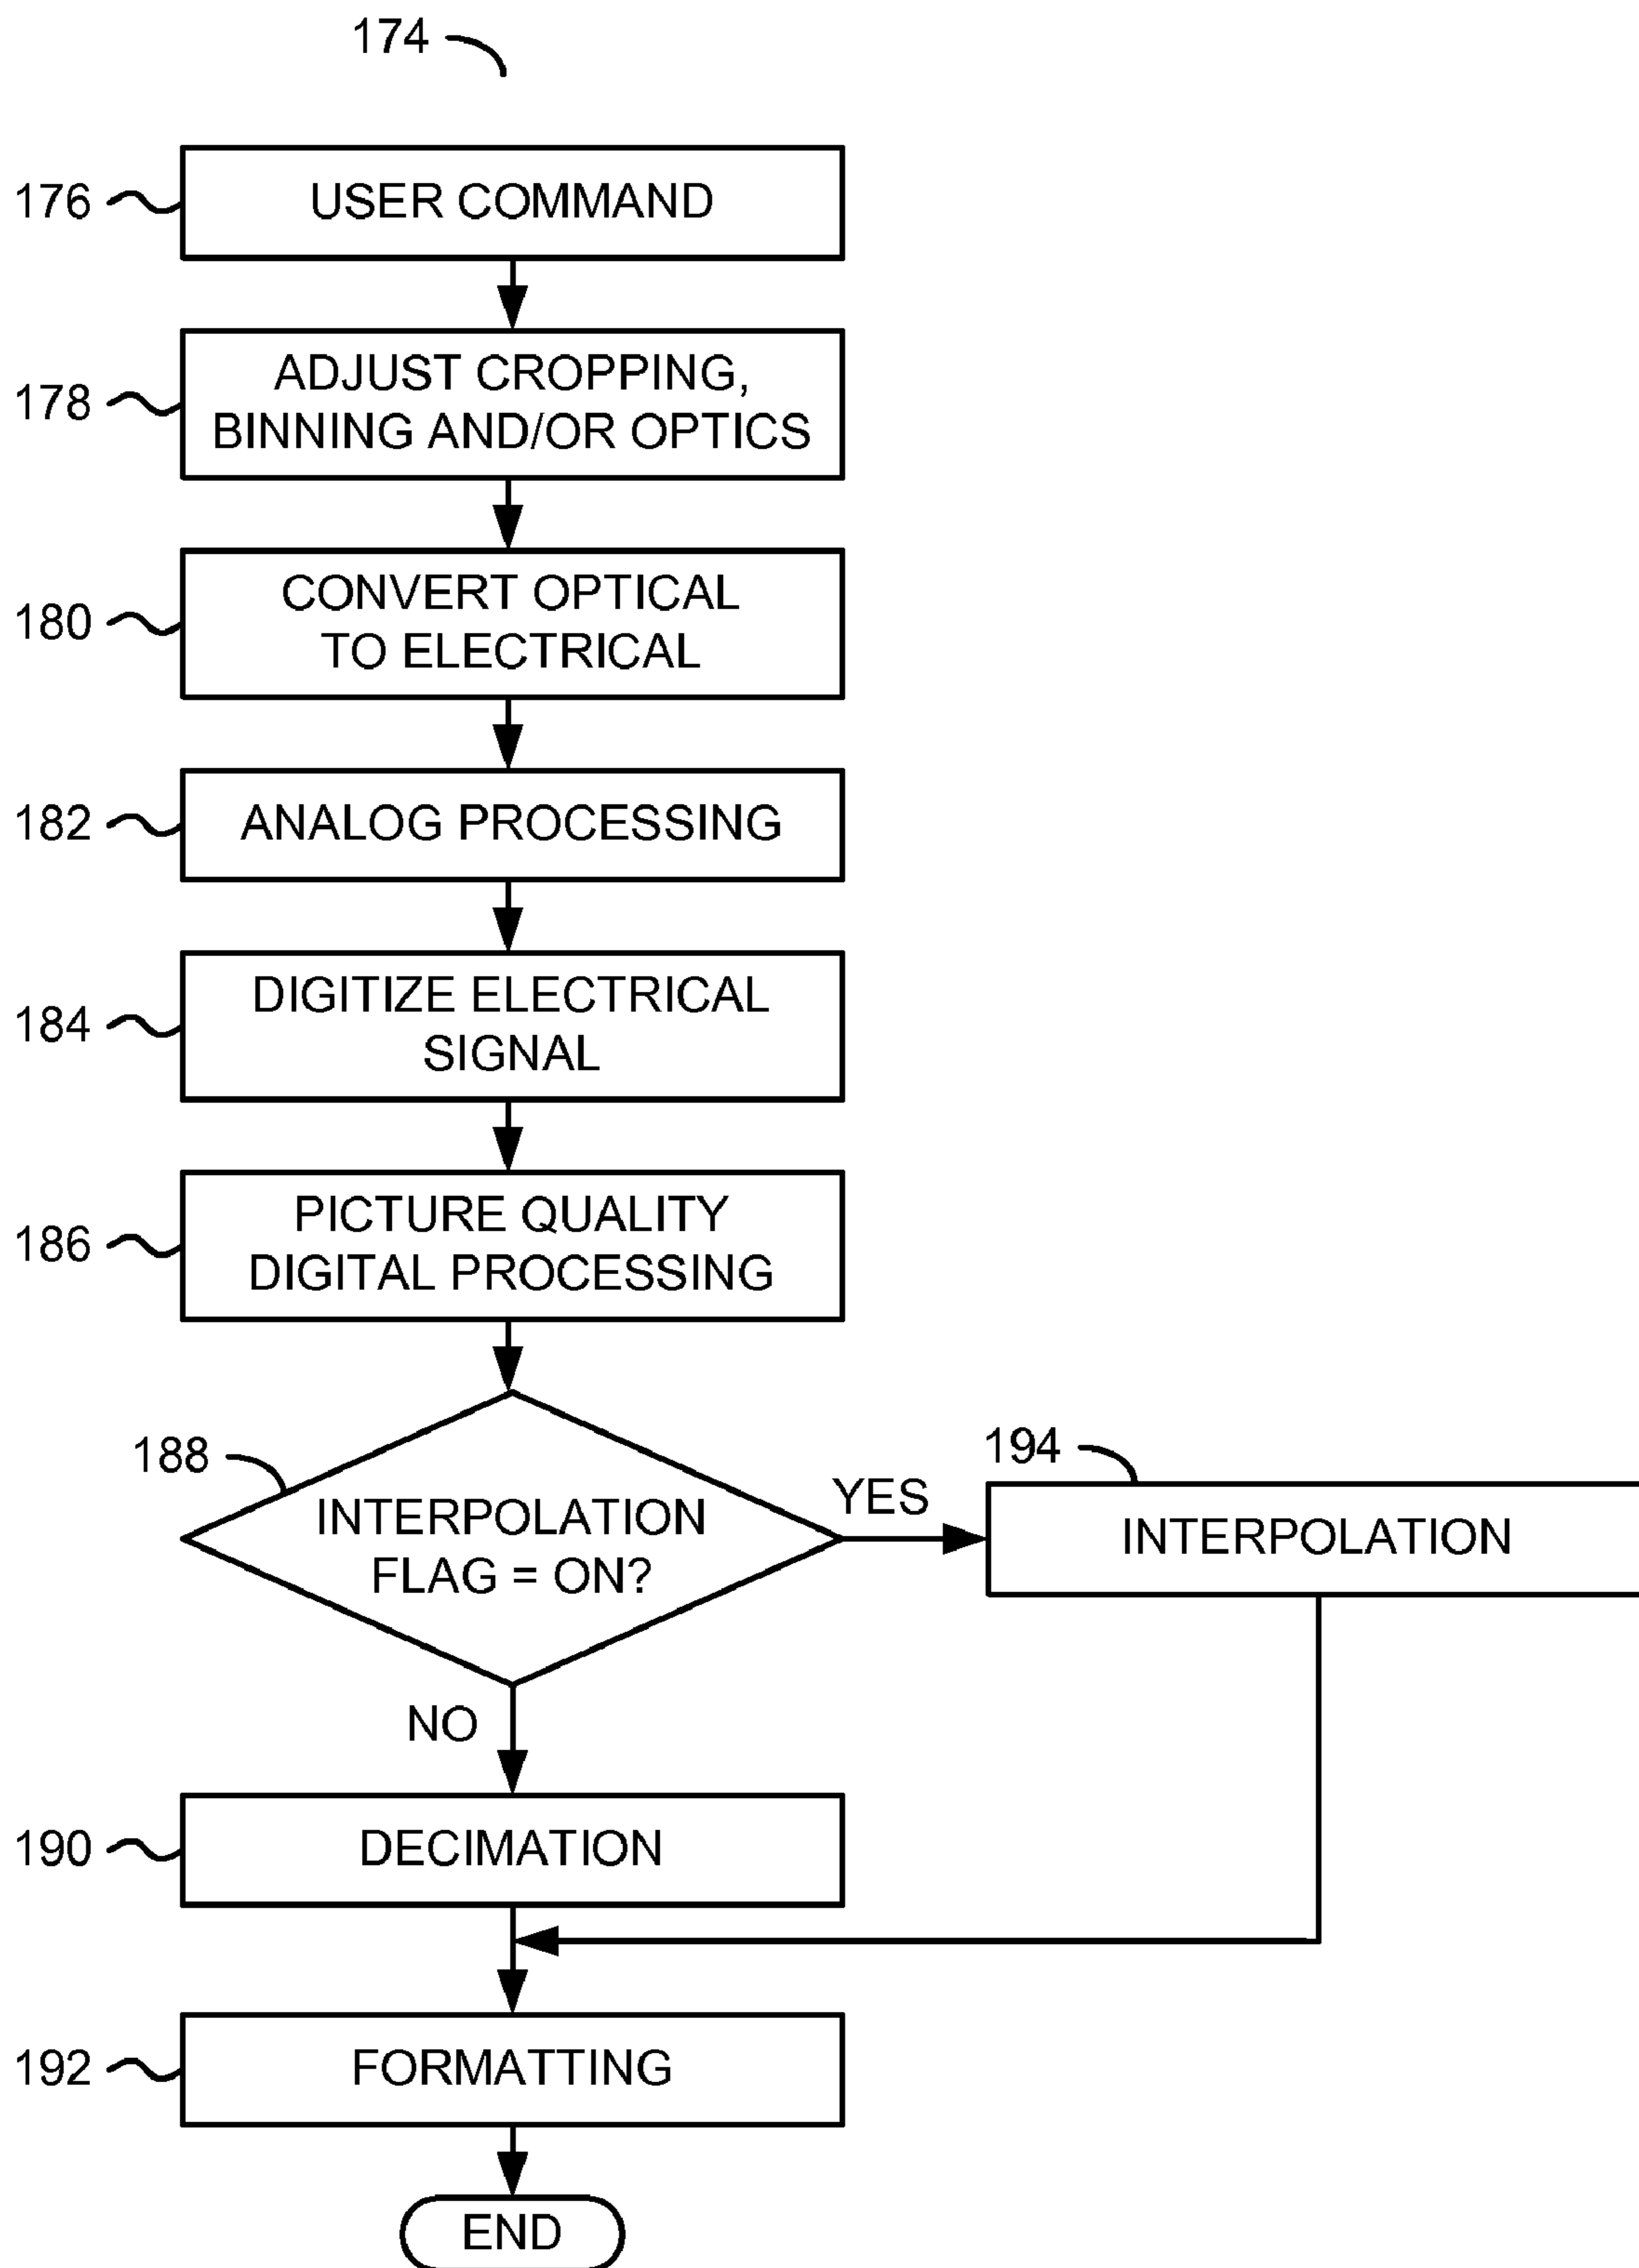 174
176
USER COMMAND
178
ADJUST CROPPING,
BINNING AND/OR OPTICS
180
CONVERT OPTICAL
TO ELECTRICAL
182
ANALOG PROCESSING
184
DIGITIZE ELECTRICAL
SIGNAL
186
PICTURE QUALITY
DIGITAL PROCESSING
188
INTERPOLATION
FLAG = ON?
YES
194
INTERPOLATION
NO
190
DECIMATION
192
FORMATTING
END